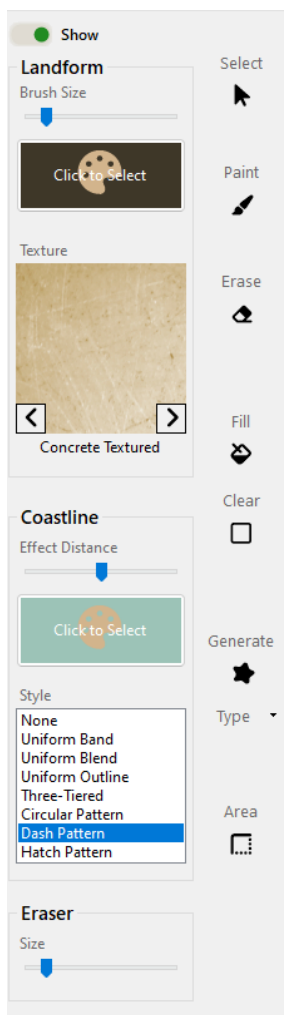 Show
Landform
Brush Size
Click to Select
Texture
Concrete Textured
Coastline
Effect Distance
Click to Select
Style
None
Uniform Band
Uniform Blend
Uniform Outline
Three-Tiered
Circular Pattern
Dash Pattern
Hatch Pattern
Eraser
Size
Select
Paint
Erase
Fill
Clear
Generate
Type
Area